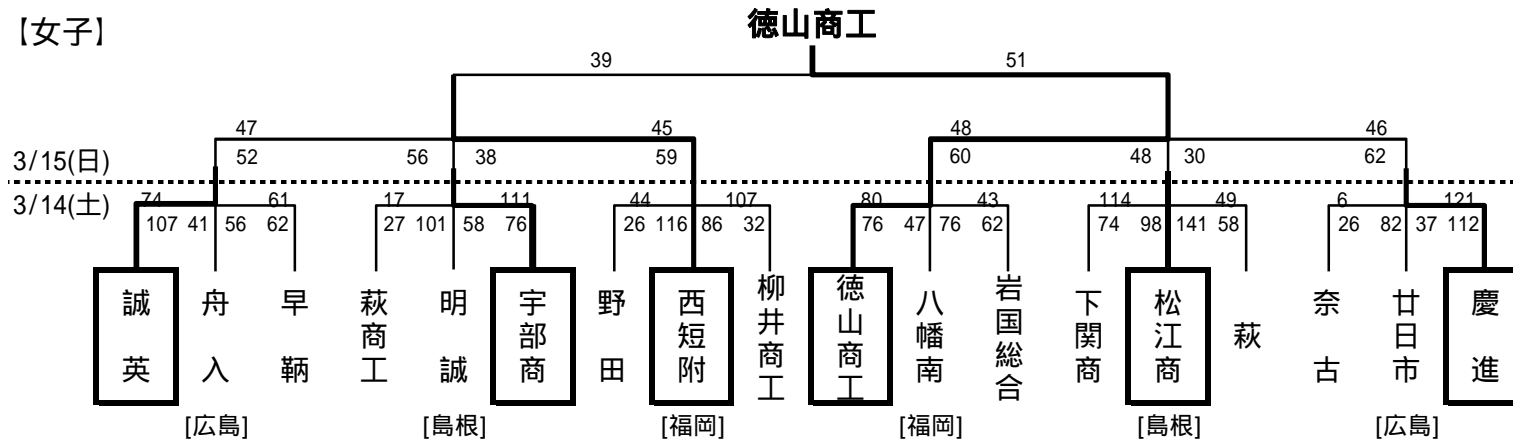 【女子】
徳山商工
39 51
47 45 48 46
3/15(日) 52 56 38 59 60 48 30 62
3/14(土) 74 61 17 111 44 107 80 43 114 49 6 121
107 41 56 62 27 101 58 76 26 116 86 32 76 47 76 62 74 98 141 58 26 82 37 112
誠英
舟入
早鞆
萩商工
明誠
宇部商
野田
西短附
柳井商工
徳山商工
八幡南
岩国総合
下関商
松江商
萩
奈古
廿日市
慶進
[広島] [島根] [福岡] [福岡] [島根] [広島]